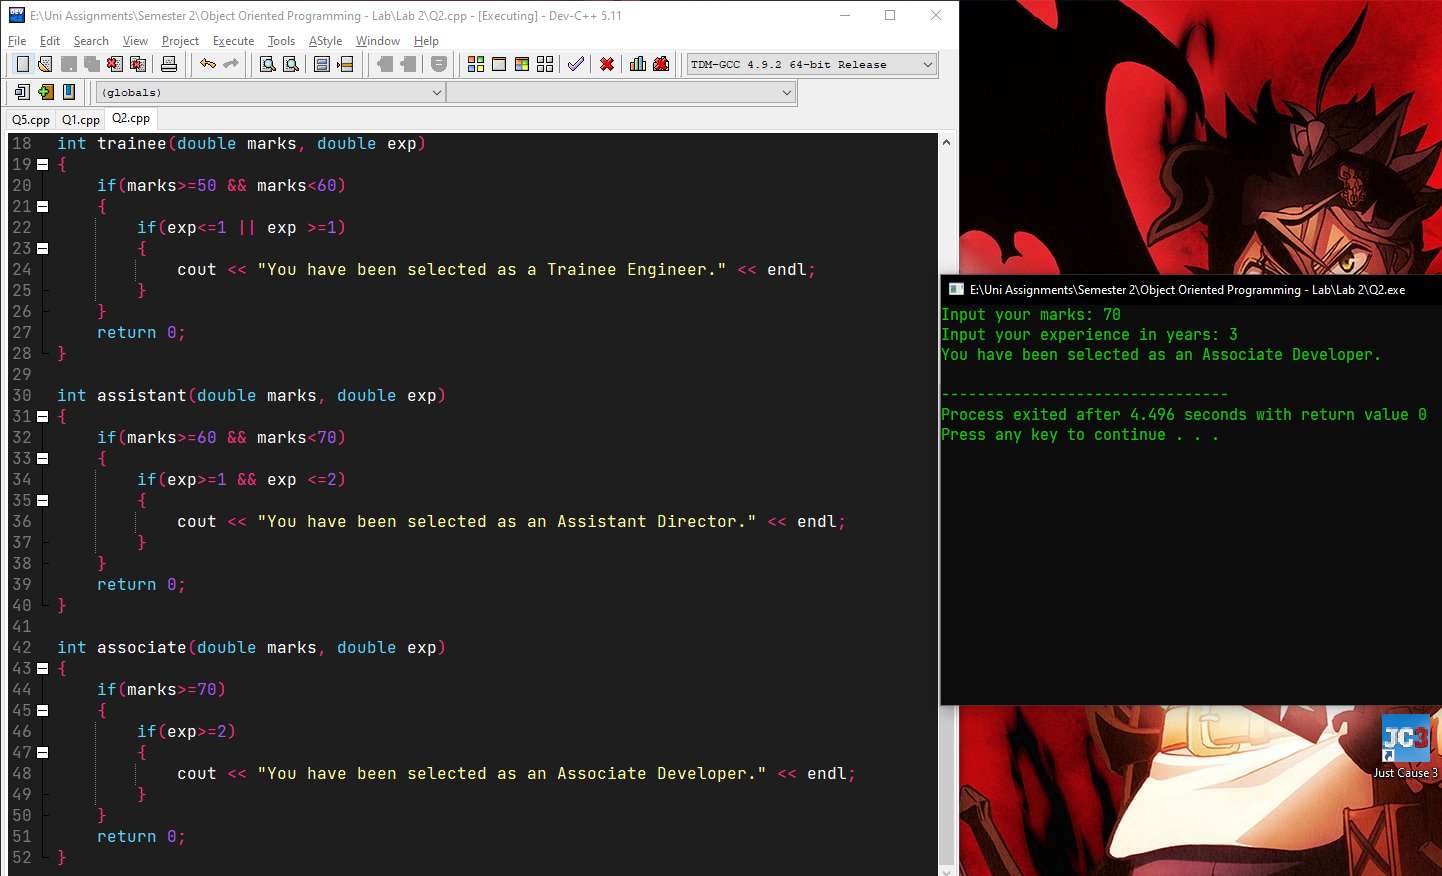 E:\Uni Assignments\Semester 2\Object Oriented Programming - Lab\Lab 2\Q2.cpp - [Executing] - Dev-C++ 5.11
File Edit Search View Project Execute Tools AStyle Window Help
TDM-GCC 4.9.2 64-bit Release
(globals)
Q5.cpp Q1.cpp Q2.cpp
18 int trainee(double marks, double exp)
19 {
20 if(marks>=50 && marks<60)
21 {
22 if(exp<=1 || exp >=1)
23 {
24 cout << "You have been selected as a Trainee Engineer." << endl;
25 }
26 }
27 return 0;
28 }
29
30 int assistant(double marks, double exp)
31 {
32 if(marks>=60 && marks<70)
33 {
34 if(exp>=1 && exp <=2)
35 {
36 cout << "You have been selected as an Assistant Director." << endl;
37 }
38 }
39 return 0;
40 }
41
42 int associate(double marks, double exp)
43 {
44 if(marks>=70)
45 {
46 if(exp>=2)
47 {
48 cout << "You have been selected as an Associate Developer." << endl;
49 }
50 }
51 return 0;
52 }
E:\Uni Assignments\Semester 2\Object Oriented Programming - Lab\Lab 2\Q2.exe
Input your marks: 70
Input your experience in years: 3
You have been selected as an Associate Developer.
--------------------------------
Process exited after 4.496 seconds with return value 0
Press any key to continue . . .
JC3
Just Cause 3